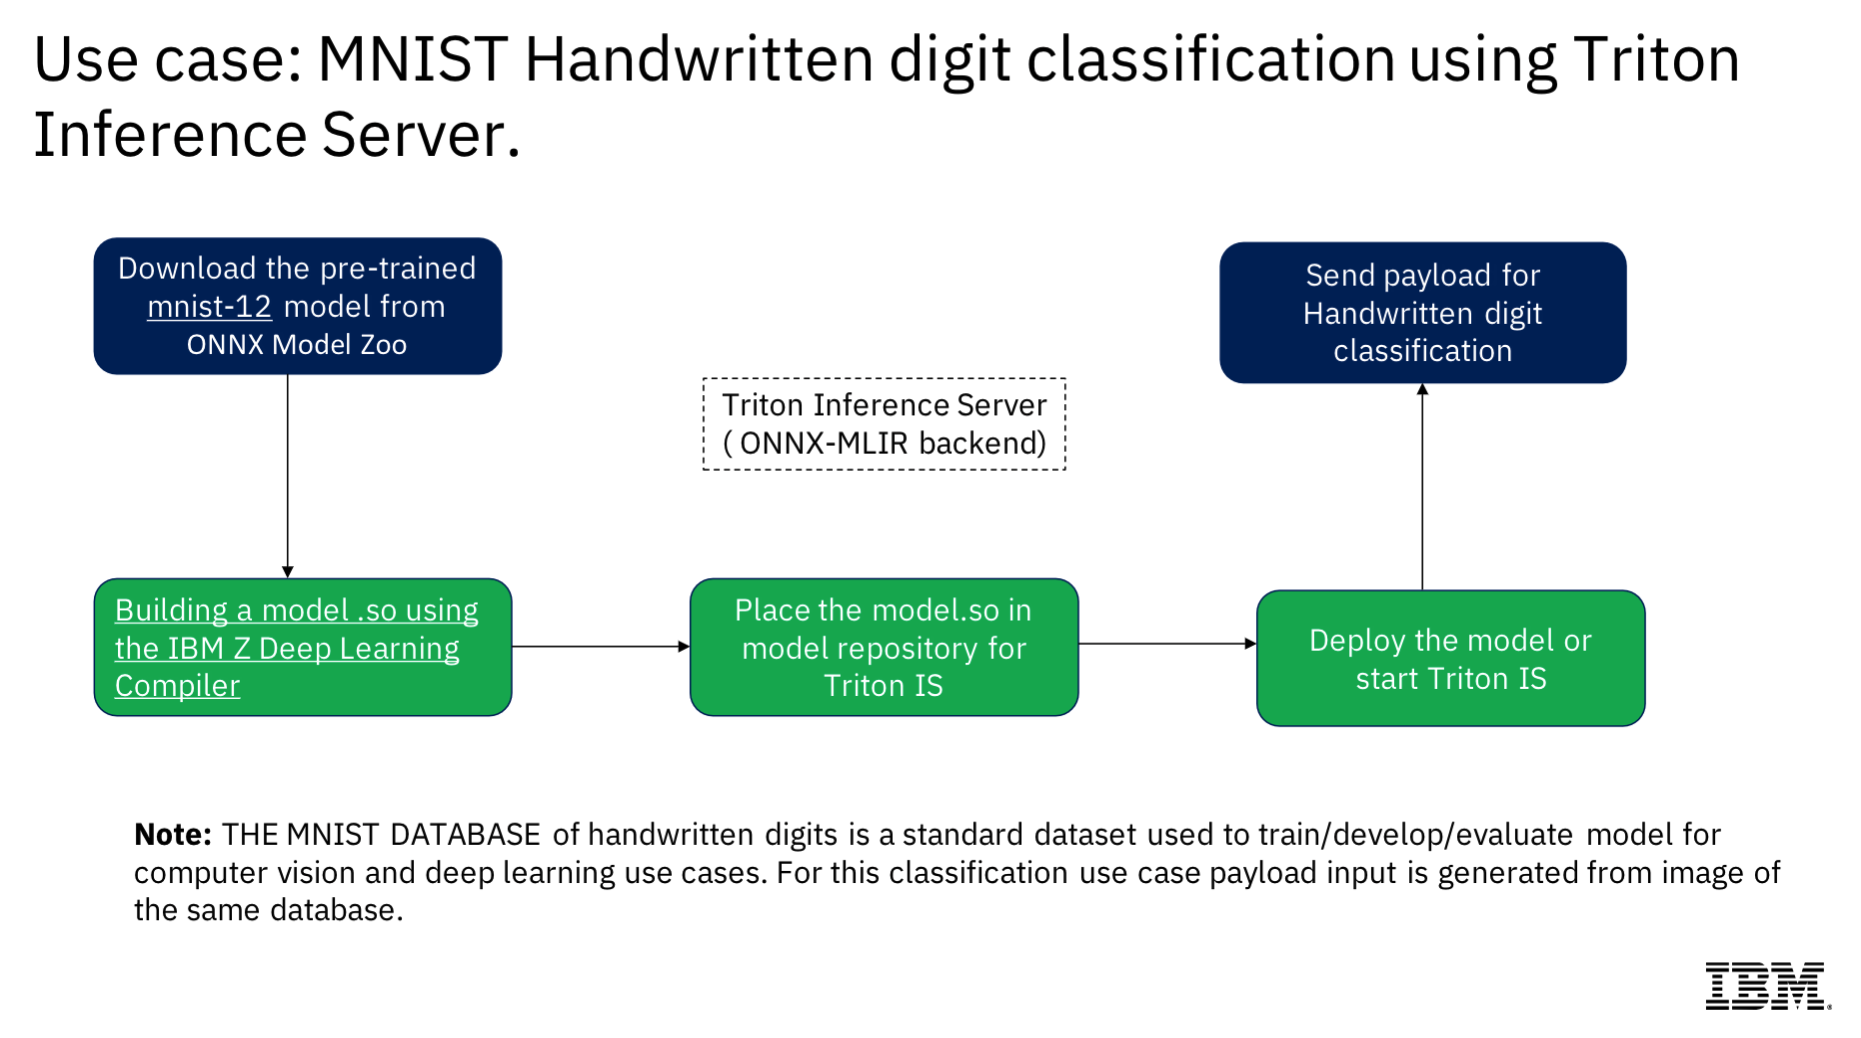 Use case: MNIST Handwritten digit classification using Triton
Inference Server.
Download the pre-trained
mnist-12 model from
ONNX Model Zoo
Send payload for
Handwritten digit
classification
Triton Inference Server
( ONNX-MLIR backend)
Building a model .so using
the IBM Z Deep Learning
Compiler
Place the model.so in
model repository for
Triton IS
Deploy the model or
start Triton IS
Note: THE MNIST DATABASE of handwritten digits is a standard dataset used to train/develop/evaluate model for
computer vision and deep learning use cases. For this classification use case payload input is generated from image of
the same database.
IBM®